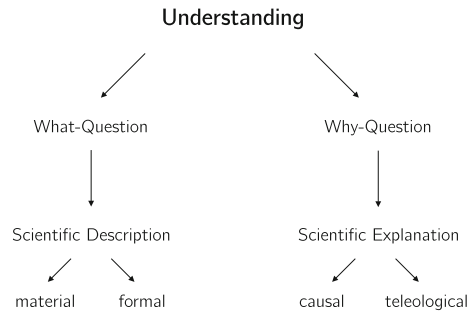 Understanding
What-Question Why-Question
Scientific Description Scientific Explanation
material formal causal teleological